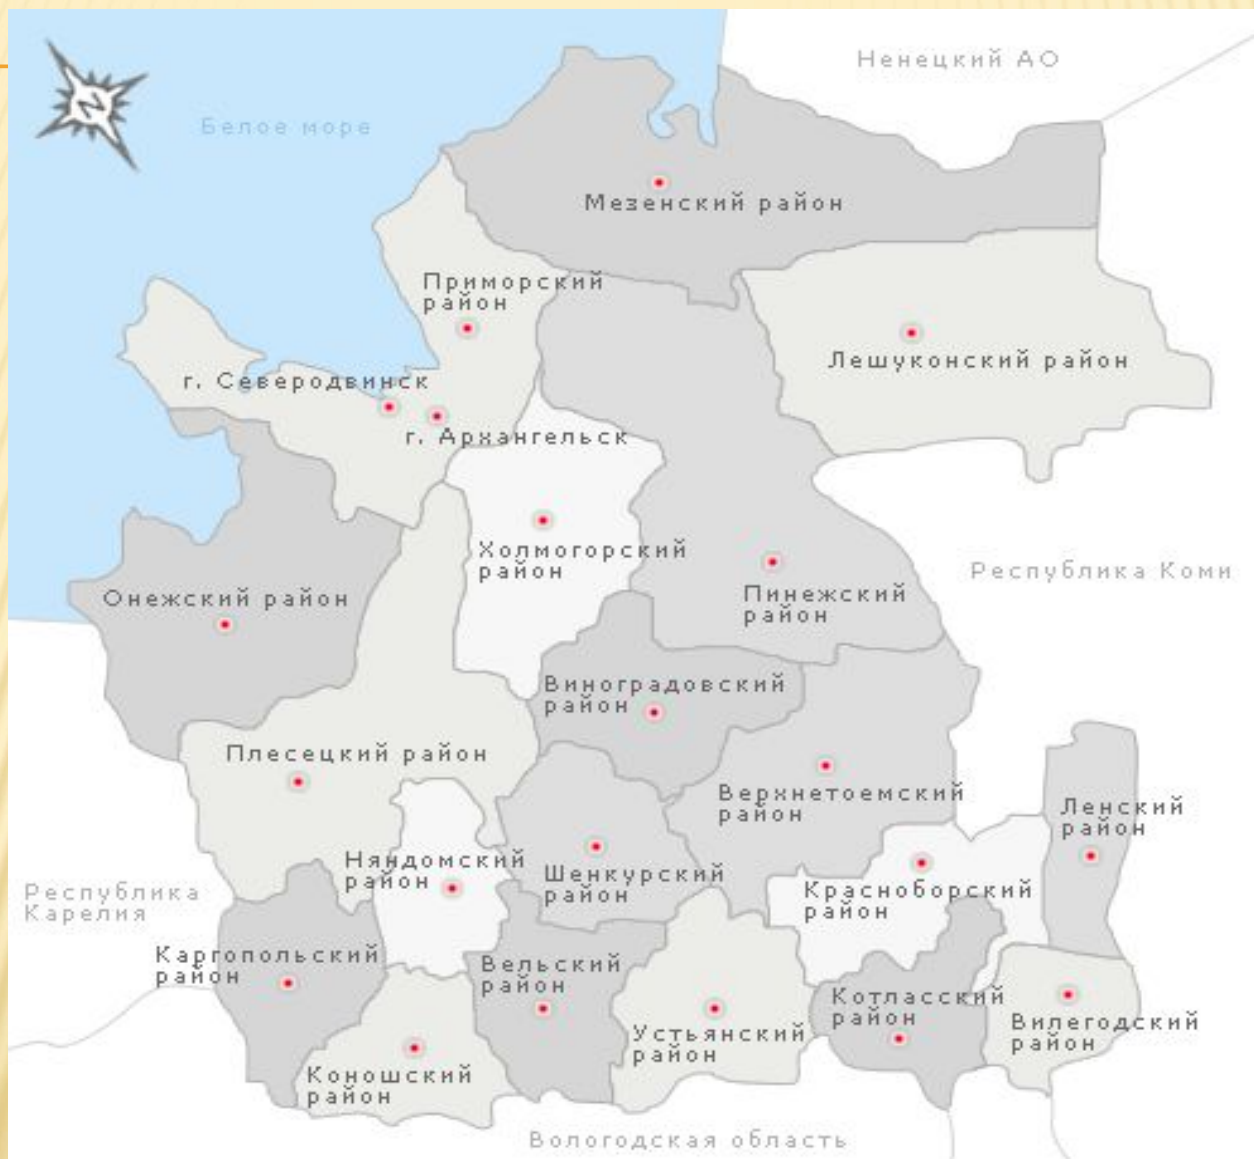 Ненецкий АО
Белое море
Мезенский район
Приморский
район
Лешуконский район
г. Северодвинск
г. Архангельск
Холмогорский
район
Республика Коми
Онежский район
Пинежский
район
Виноградовский
район
Плесецкий район
Верхнетоемский
район
Ленский
район
Няндомский
район
Шенкурский
район
Красноборский
район
Республика
Карелия
Каргопольский
район
Вельский
район
Котласский
район
Устьянский
район
Вилегодский
район
Коношский
район
Вологодская область